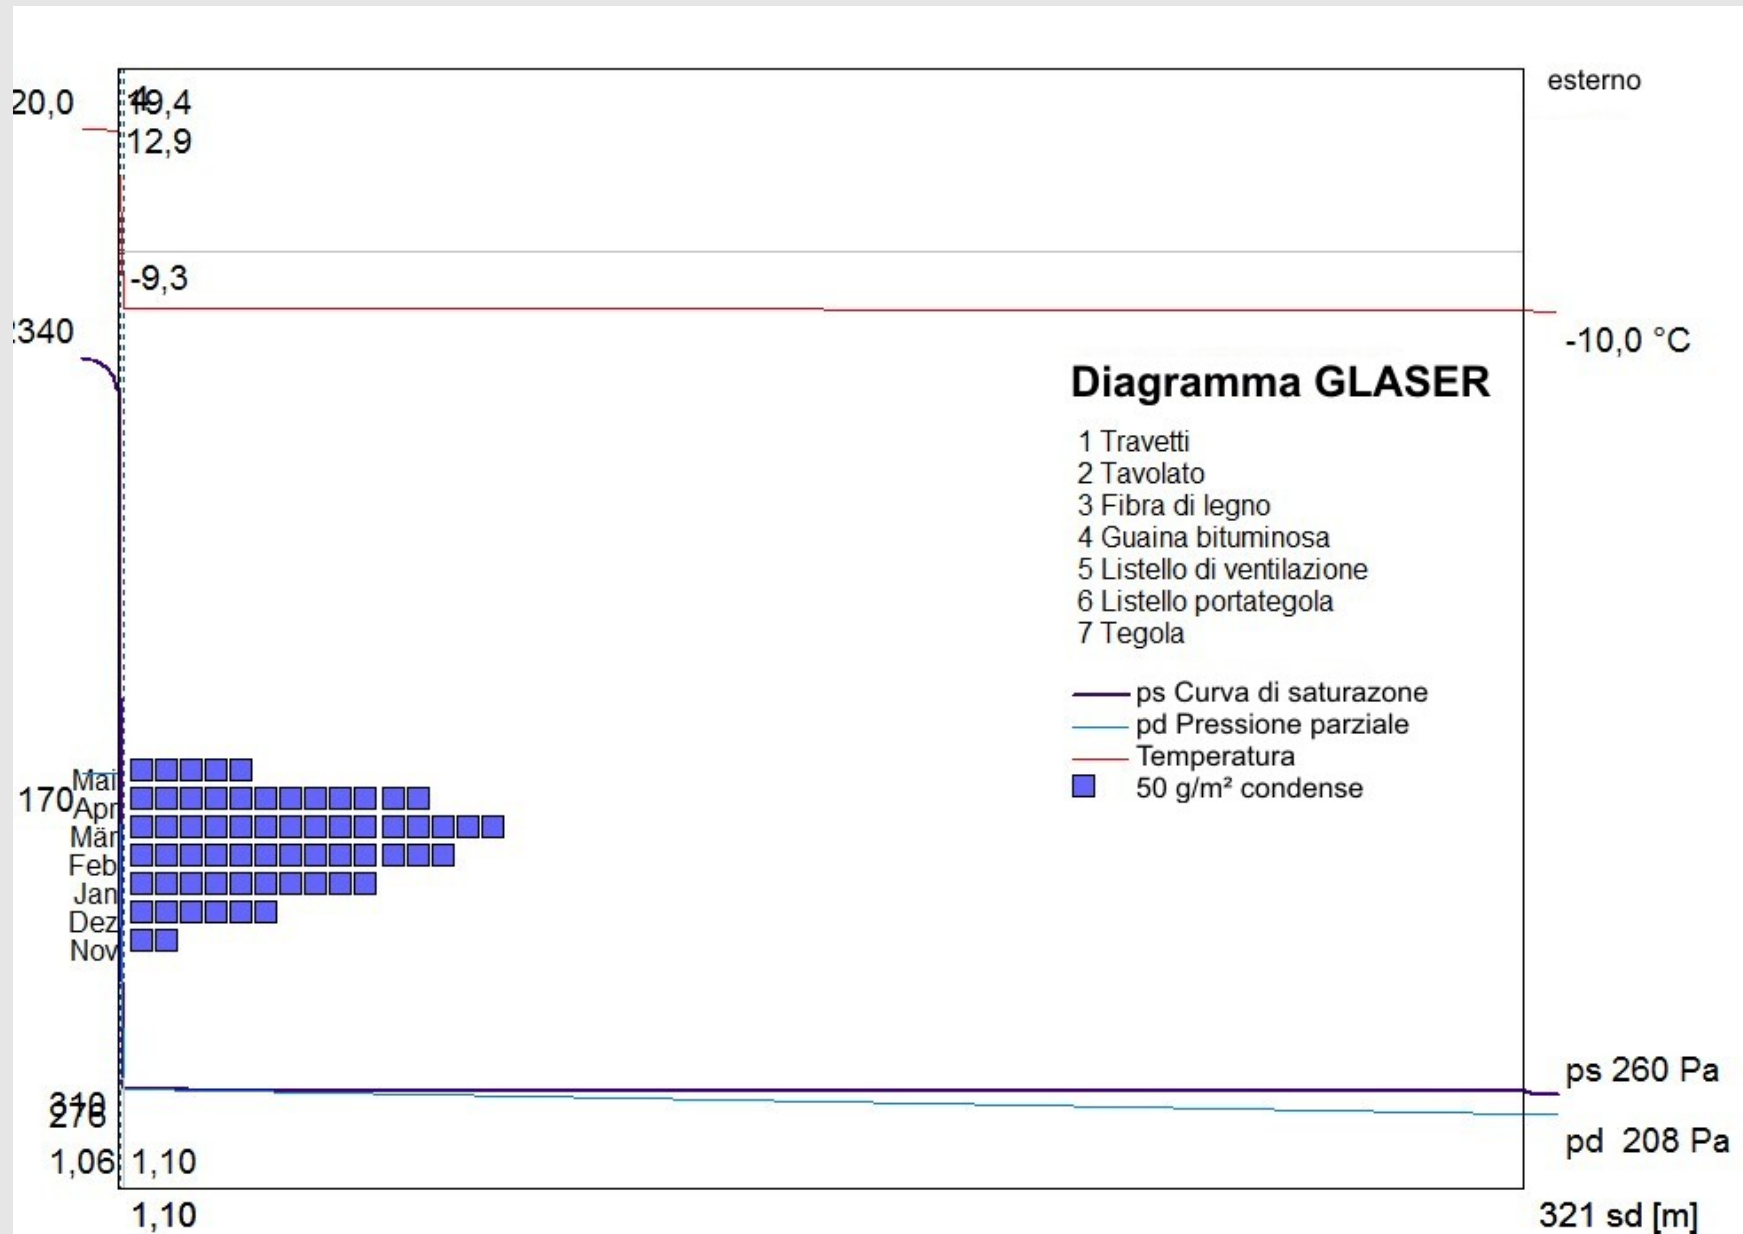 esterno
20,0
19,4
12,9
-9,3
340
-10,0 °C
Diagramma GLASER
1 Travetti
2 Tavolato
3 Fibra di legno
4 Guaina bituminosa
5 Listello di ventilazione
6 Listello portategola
7 Tegola
ps Curva di saturazone
pd Pressione parziale
Temperatura
50 g/m² condense
Mai
170
Apr
Mär
Feb
Jan
Dez
Nov
ps 260 Pa
276
pd 208 Pa
1,06
1,10
1,10
321 sd [m]